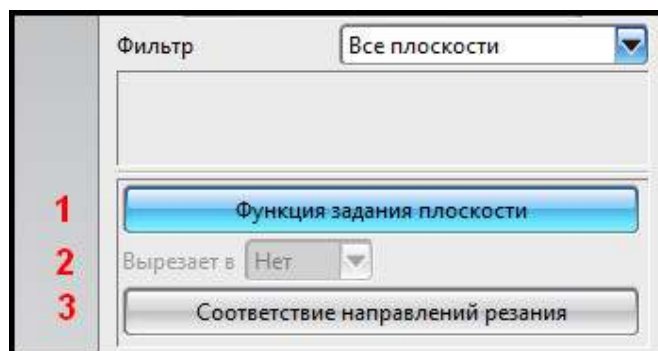 Фильтр Все плоскости
1 Функция задания плоскости
2 Вырезает в Нет
3 Соответствие направлений резания